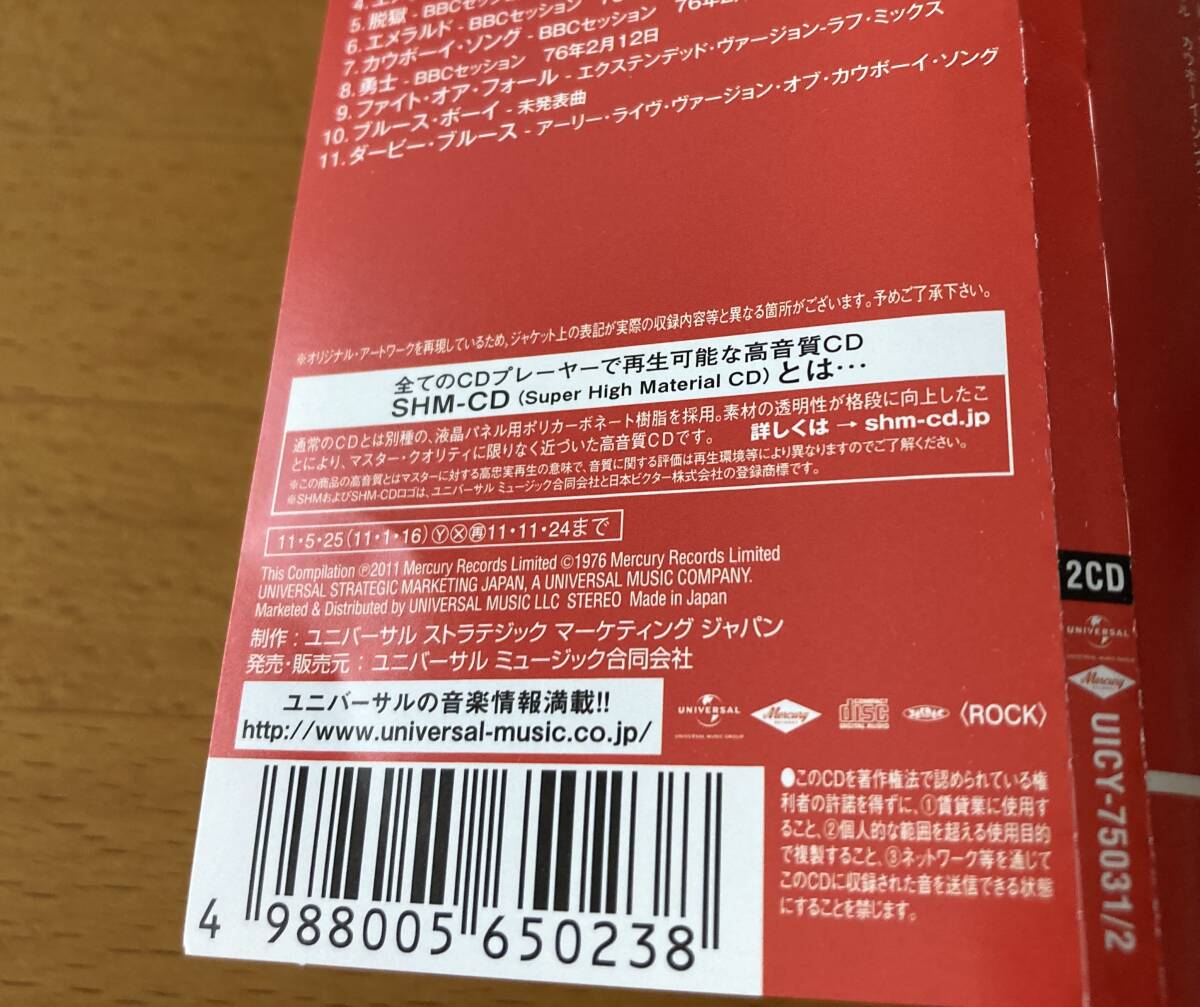 5. 脱獄 - BBCセッション
6. エメラルド - BBCセッション
7. カウボーイ・ソング - BBCセッション 76年2月
8. 勇士 - BBCセッション 76年2月12日
9. ファイト・オア・フォール - エクステンデッド・ヴァージョン-ラフ・ミックス
10. ブルース・ボーイ - 未発表曲
11. ダービー・ブルース - アーリー・ライヴ・ヴァージョン・オブ・カウボーイ・ソング
※オリジナル・アートワークを再現しているため、ジャケット上の表記が実際の収録内容等と異なる箇所がございます。予めご了承下さい。
全てのCDプレーヤーで再生可能な高音質CD
SHM-CD (Super High Material CD) とは・・・
通常のCDとは別種の、液晶パネル用ポリカーボネート樹脂を採用。素材の透明性が格段に向上したこ
とにより、マスター・クオリティに限りなく近づいた高音質CDです。 詳しくは → shm-cd.jp
※この商品の高音質とはマスターに対する高忠実再生の意味で、音質に関する評価は再生環境等により異なりますのでご了解ください。
※SHMおよびSHM-CDロゴは、ユニバーサル ミュージック合同会社と日本ビクター株式会社の登録商標です。
11・5・25 (11・1・16) ⓎⓍ㊢11・11・24まで
This Compilation ℗2011 Mercury Records Limited ©1976 Mercury Records Limited
UNIVERSAL STRATEGIC MARKETING JAPAN, A UNIVERSAL MUSIC COMPANY.
Marketed & Distributed by UNIVERSAL MUSIC LLC STEREO Made in Japan
制作：ユニバーサル ストラテジック マーケティング ジャパン
発売・販売元：ユニバーサル ミュージック合同会社
ユニバーサルの音楽情報満載!!
http://www.universal-music.co.jp/
UNIVERSAL
UNIVERSAL MUSIC GROUP
Mercury
COMPACT
disc
DIGITAL AUDIO
〈ROCK〉
4 988005 650238
●このCDを著作権法で認められている権
利者の許諾を得ずに、①賃貸業に使用す
ること、②個人的な範囲を超える使用目的
で複製すること、③ネットワーク等を通じて
このCDに収録された音を送信できる状態
にすることを禁じます。
2CD
UNIVERSAL
Mercury
UICY-75031/2